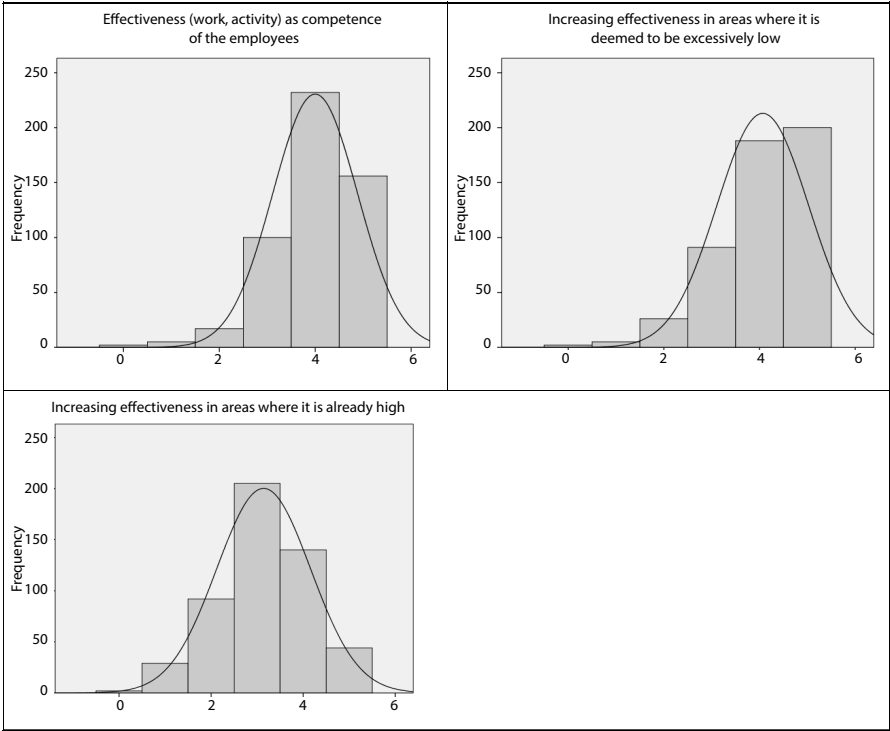 Effectiveness (work, activity) as competence
of the employees
250
200
150
100
50
0
Frequency
0 2 4 6
Increasing effectiveness in areas where it is
deemed to be excessively low
250
200
150
100
50
0
Frequency
0 2 4 6
Increasing effectiveness in areas where it is already high
250
200
150
100
50
0
Frequency
0 2 4 6